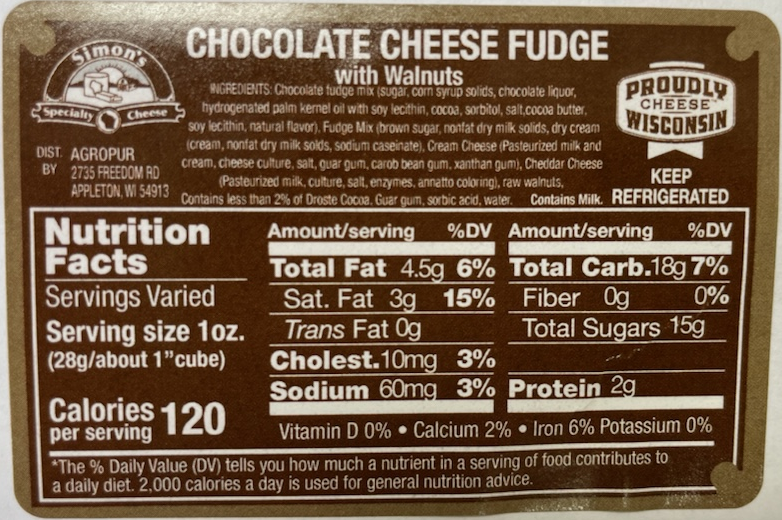 Simon's
Specialty Cheese
CHOCOLATE CHEESE FUDGE
with Walnuts
INGREDIENTS: Chocolate fudge mix (sugar, corn syrup solids, chocolate liquor,
hydrogenated palm kernel oil with soy lecithin, cocoa, sorbitol, salt,cocoa butter,
soy lecithin, natural flavor), Fudge Mix (brown sugar, nonfat dry milk solids, dry cream
(cream, nonfat dry milk solds, sodium caseinate), Cream Cheese (Pasteurized milk and
cream, cheese culture, salt, guar gum, carob bean gum, xanthan gum), Cheddar Cheese
(Pasteurized milk, culture, salt, enzymes, annatto coloring), raw walnuts,
Contains less than 2% of Droste Cocoa, Guar gum, sorbic acid, water. Contains Milk.
DIST. BY
AGROPUR
2735 FREEDOM RD
APPLETON, WI 54913
PROUDLY
CHEESE
WISCONSIN
KEEP
REFRIGERATED
Nutrition
Facts
Servings Varied
Serving size 1oz.
(28g/about 1"cube)
Calories 120
per serving
Amount/serving %DV
Total Fat 4.5g 6%
Sat. Fat 3g 15%
Trans Fat 0g
Cholest.10mg 3%
Sodium 60mg 3%
Amount/serving %DV
Total Carb.18g 7%
Fiber 0g 0%
Total Sugars 15g
Protein 2g
Vitamin D 0% • Calcium 2% • Iron 6% Potassium 0%
*The % Daily Value (DV) tells you how much a nutrient in a serving of food contributes to
a daily diet. 2,000 calories a day is used for general nutrition advice.